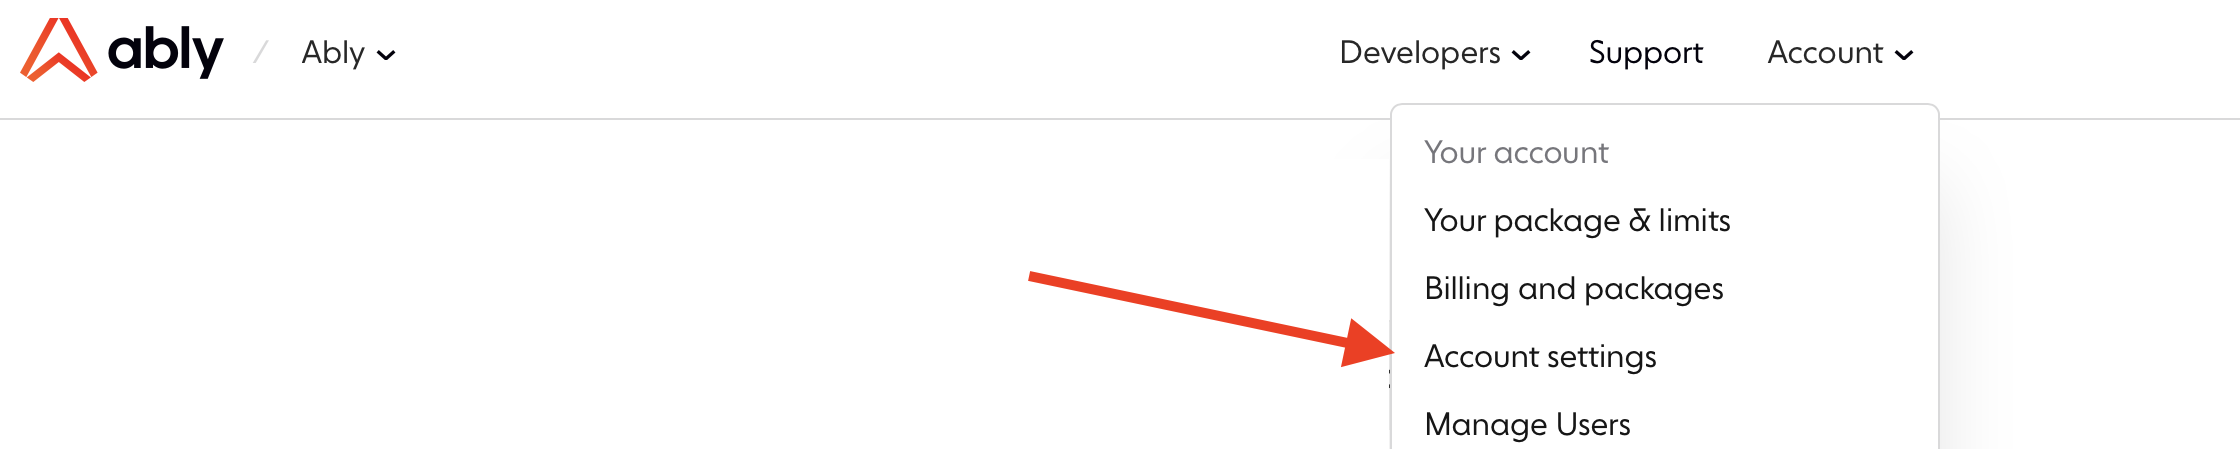 ably / Ably Developers Support Account
Your account
Your package & limits
Billing and packages
Account settings
Manage Users